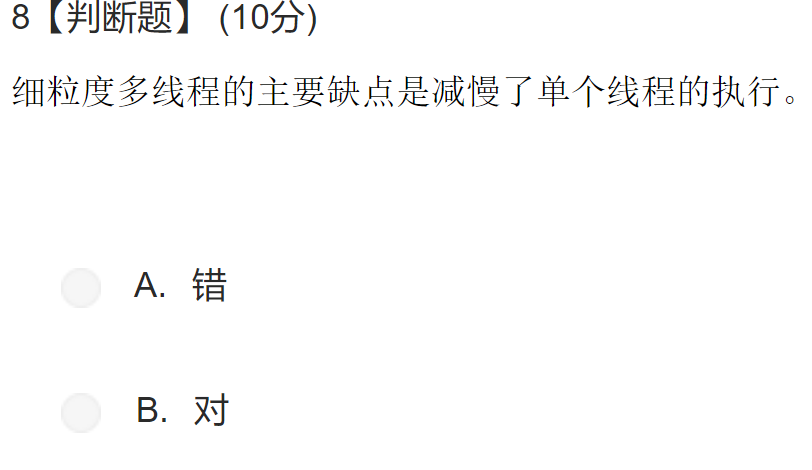 8【判断题】 (10分)
细粒度多线程的主要缺点是减慢了单个线程的执行。
A. 错
B. 对